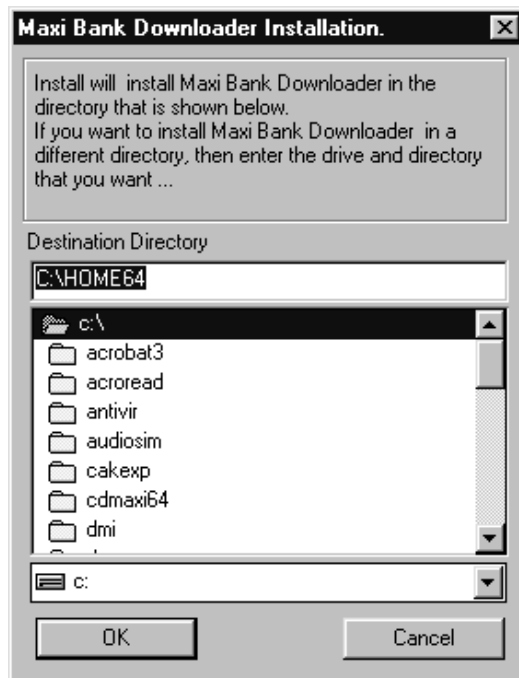 Maxi Bank Downloader Installation.
Install will  install Maxi Bank Downloader in the
directory that is shown below.
If you want to install Maxi Bank Downloader  in a
different directory, then enter the drive and directory
that you want ...
Destination Directory
C:\HOME64
c:\
acrobat3
acroread
antivir
audiosim
cakexp
cdmaxi64
dmi
c:
OK
Cancel